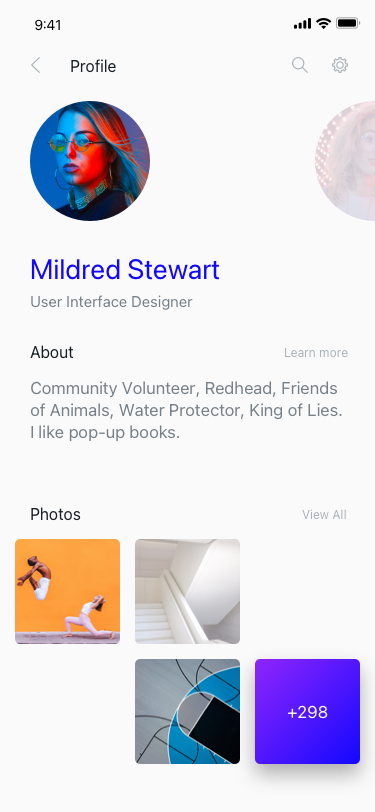 9:41
Profile
Mildred Stewart
User Interface Designer
About
Learn more
Community Volunteer, Redhead, Friends
of Animals, Water Protector, King of Lies.
I like pop-up books.
Photos
View All
+298